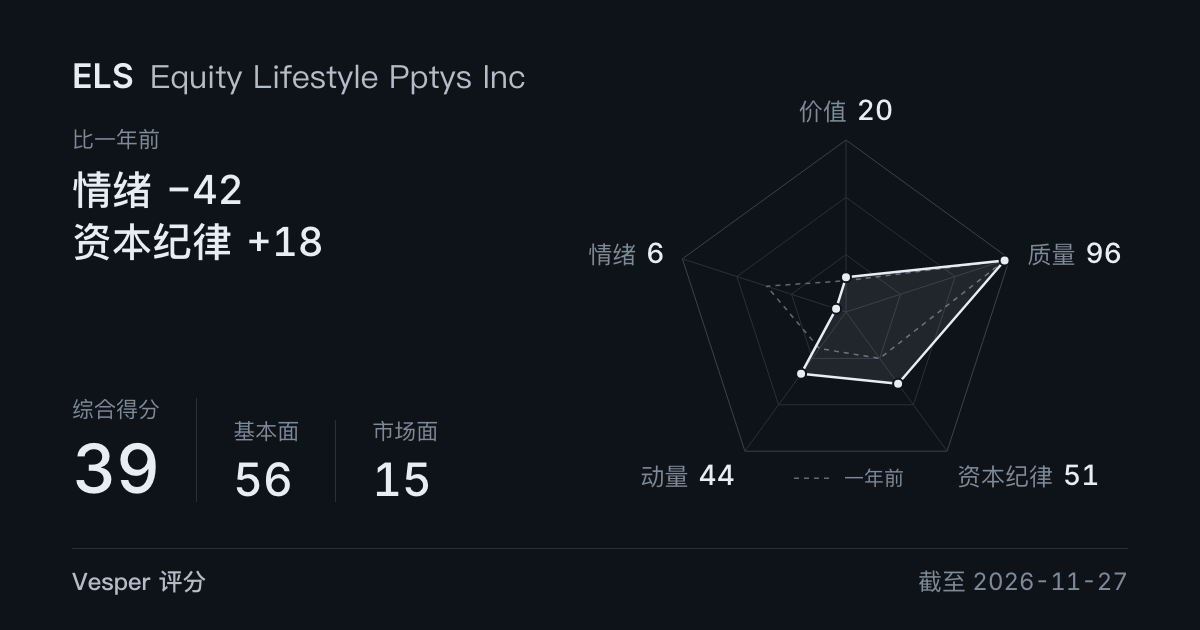 ELS Equity Lifestyle Pptys Inc
比一年前
情绪 −42
资本纪律 +18
综合得分
39
基本面
56
市场面
15
价值 20
情绪 6
质量 96
动量 44
---- 一年前
资本纪律 51
Vesper 评分
截至 2026-11-27